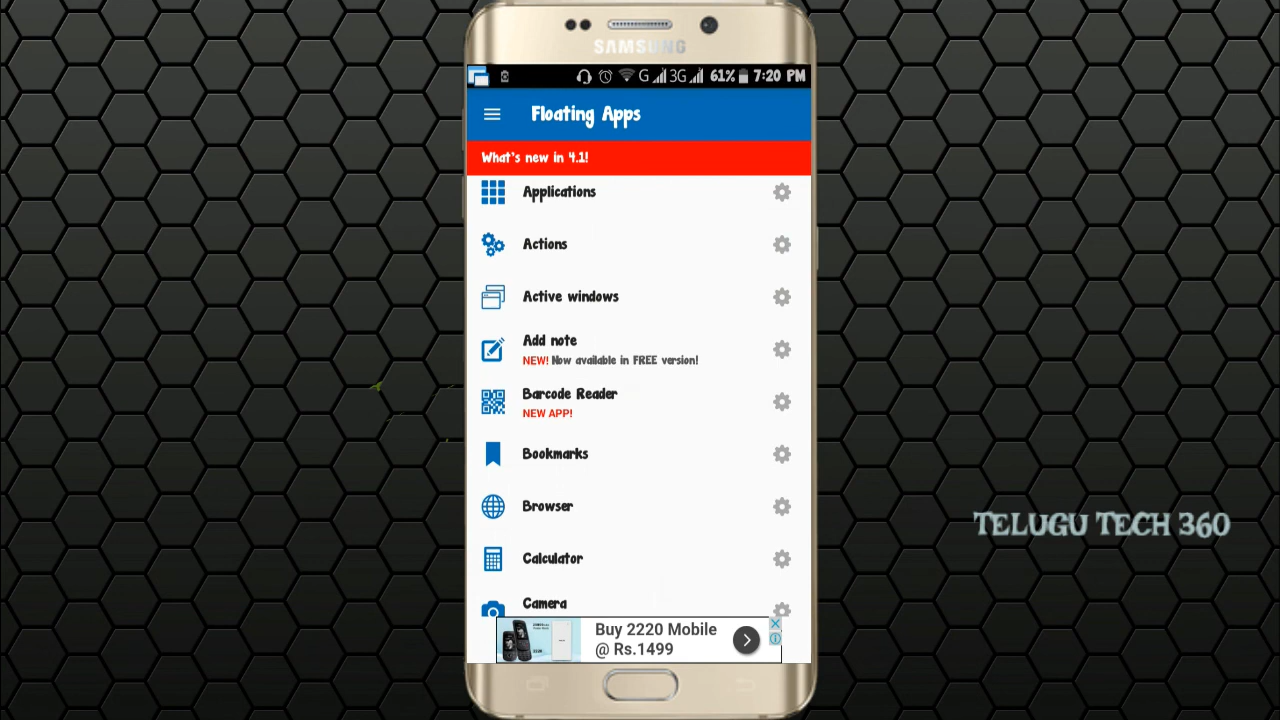 SAMSUNG
G 3G 61% 7:20 PM
Floating Apps
What's new in 4.1!
Applications
Actions
Active windows
Add note
NEW! Now available in FREE version!
Barcode Reader
NEW APP!
Bookmarks
Browser
Calculator
Camera
Buy 2220 Mobile
@ Rs.1499
TELUGU TECH 360